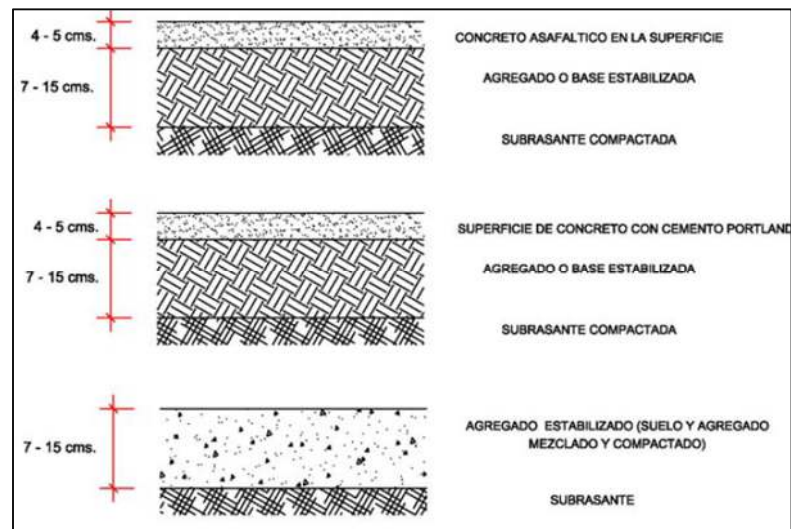 4 - 5 cms.
CONCRETO ASAFALTICO EN LA SUPERFICIE
7 - 15 cms.
AGREGADO O BASE ESTABILIZADA
SUBRASANTE COMPACTADA
4 - 5 cms.
SUPERFICIE DE CONCRETO CON CEMENTO PORTLAND
7 - 15 cms.
AGREGADO O BASE ESTABILIZADA
SUBRASANTE COMPACTADA
7 - 15 cms.
AGREGADO ESTABILIZADO (SUELO Y AGREGADO
MEZCLADO Y COMPACTADO)
SUBRASANTE